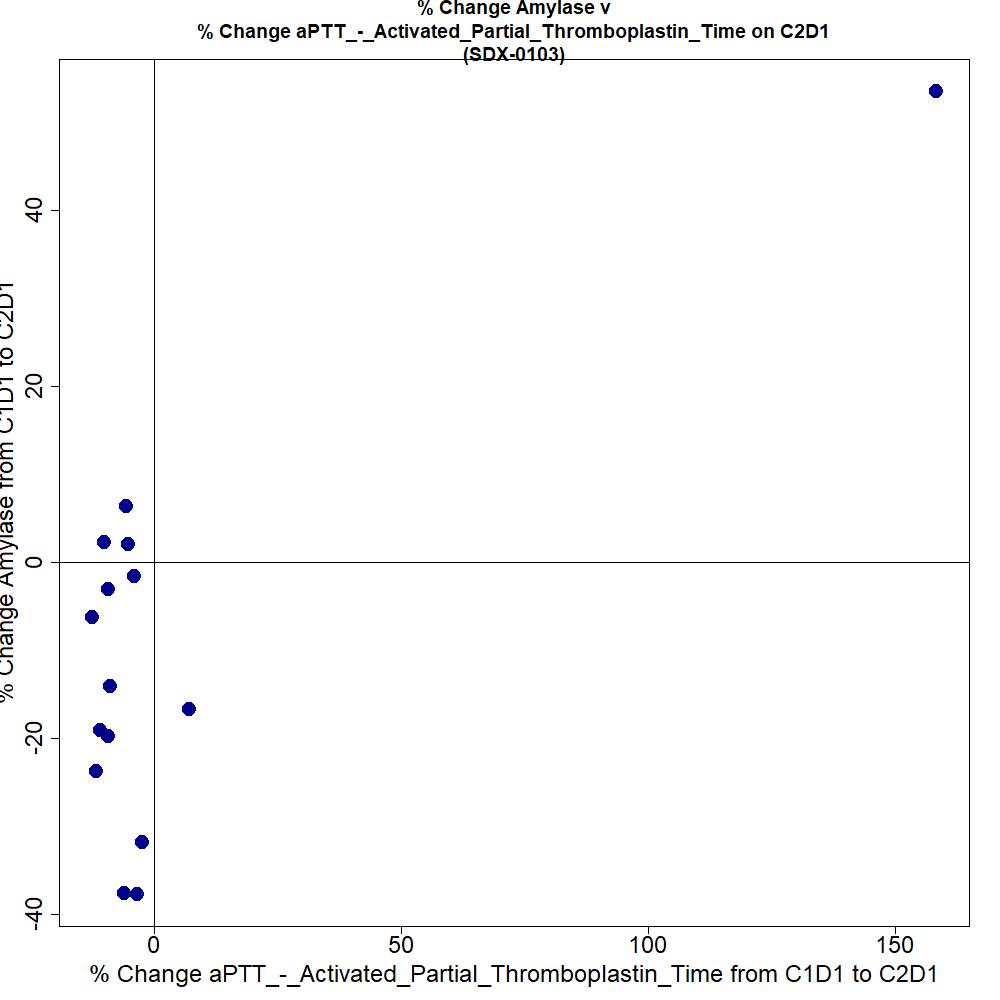 % Change Amylase v
% Change aPTT_-_Activated_Partial_Thromboplastin_Time on C2D1
(SDX-0103)
% Change Amylase from C1D1 to C2D1
40
20
0
-20
-40
0
50
100
150
% Change aPTT_-_Activated_Partial_Thromboplastin_Time from C1D1 to C2D1